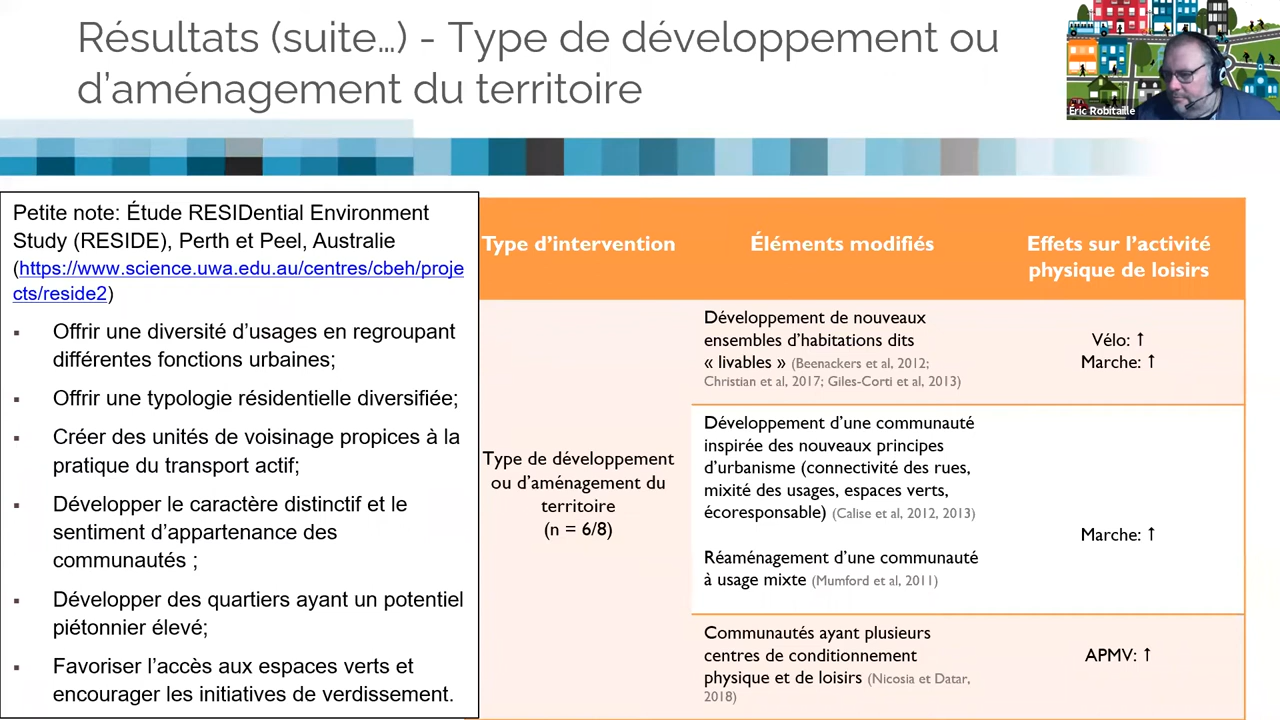 Résultats (suite…) - Type de développement ou
d’aménagement du territoire
Éric Robitaille
Petite note: Étude RESIDential Environment
Study (RESIDE), Perth et Peel, Australie
(https://www.science.uwa.edu.au/centres/cbeh/proje
cts/reside2)
▪ Offrir une diversité d’usages en regroupant
différentes fonctions urbaines;
▪ Offrir une typologie résidentielle diversifiée;
▪ Créer des unités de voisinage propices à la
pratique du transport actif;
▪ Développer le caractère distinctif et le
sentiment d’appartenance des
communautés ;
▪ Développer des quartiers ayant un potentiel
piétonnier élevé;
▪ Favoriser l’accès aux espaces verts et
encourager les initiatives de verdissement.
Type d’intervention
Éléments modifiés
Effets sur l’activité
physique de loisirs
Type de développement
ou d’aménagement du
territoire
(n = 6/8)
Développement de nouveaux
ensembles d’habitations dits
« livables » (Beenackers et al, 2012;
Christian et al, 2017; Giles-Corti et al, 2013)
Vélo: ↑
Marche: ↑
Développement d’une communauté
inspirée des nouveaux principes
d’urbanisme (connectivité des rues,
mixité des usages, espaces verts,
écoresponsable) (Calise et al, 2012, 2013)
Réaménagement d’une communauté
à usage mixte (Mumford et al, 2011)
Marche: ↑
Communautés ayant plusieurs
centres de conditionnement
physique et de loisirs (Nicosia et Datar,
2018)
APMV: ↑